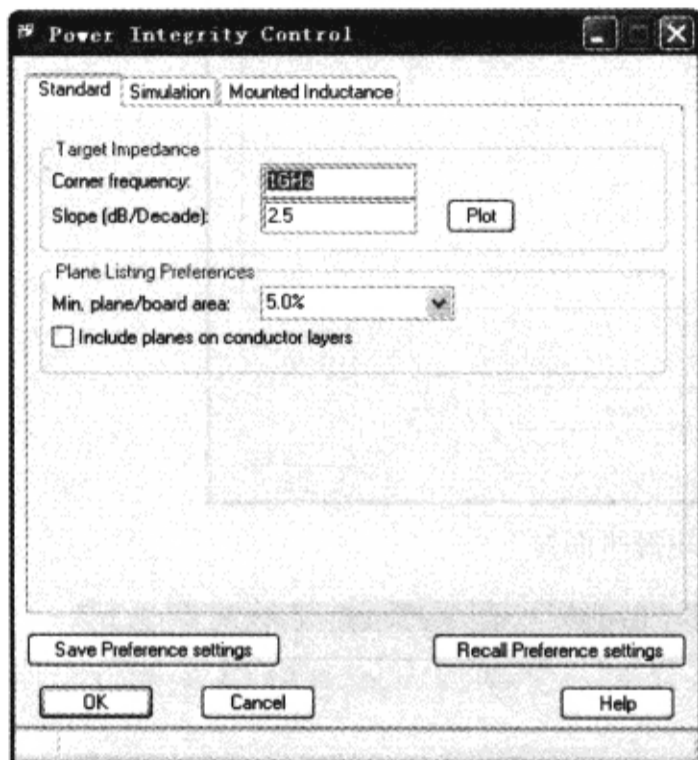 Power Integrity Control
Standard Simulation Mounted Inductance
Target Impedance
Corner frequency: 1GHz
Slope (dB/Decade): 2.5 Plot
Plane Listing Preferences
Min. plane/board area: 5.0%
Include planes on conductor layers
Save Preference settings Recall Preference settings
OK Cancel Help